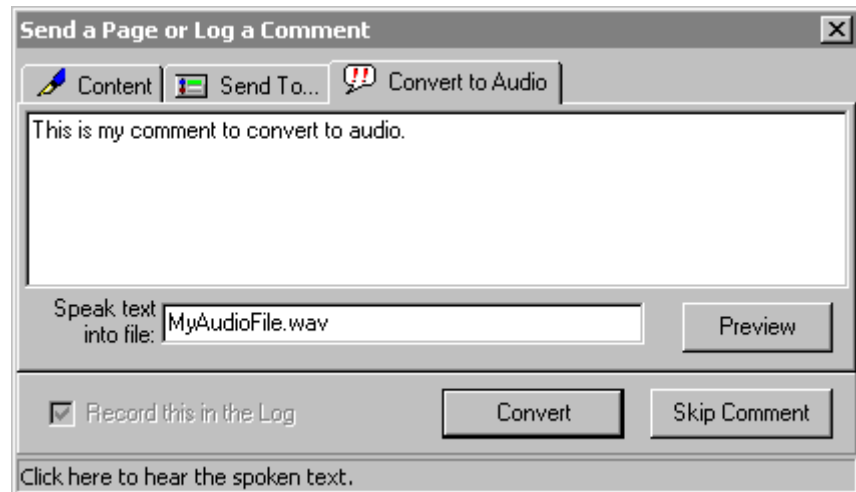 Send a Page or Log a Comment
Content Send To... Convert to Audio
This is my comment to convert to audio.
Speak text
into file: MyAudioFile.wav Preview
Record this in the Log Convert Skip Comment
Click here to hear the spoken text.